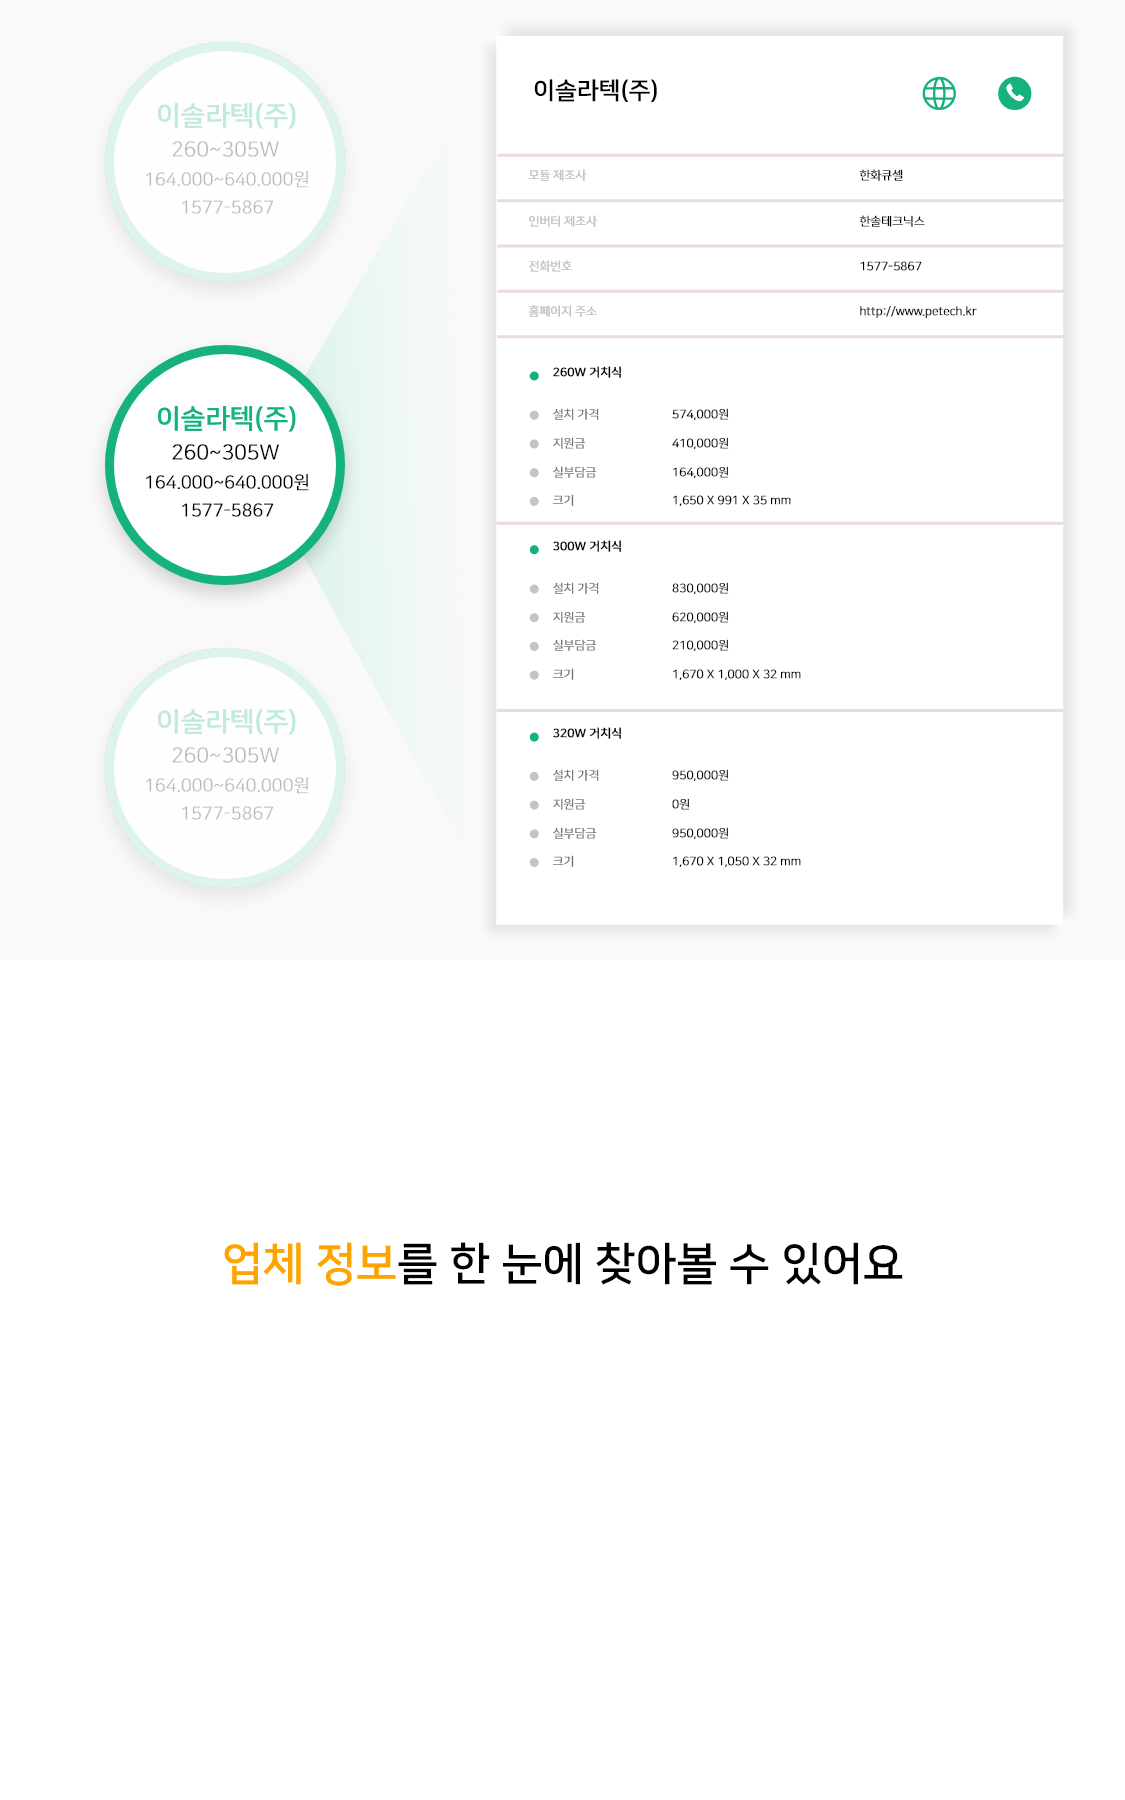 이솔라텍(주)
260~305W
164.000~640.000원
1577-5867
이솔라텍(주)
260~305W
164.000~640.000원
1577-5867
이솔라텍(주)
260~305W
164.000~640.000원
1577-5867
이솔라텍(주)
모듈 제조사 한화큐셀
인버터 제조사 한솔테크닉스
전화번호 1577-5867
홈페이지 주소 http://www.petech.kr
260W 거치식
설치 가격 574,000원
지원금 410,000원
실부담금 164,000원
크기 1,650 X 991 X 35 mm
300W 거치식
설치 가격 830,000원
지원금 620,000원
실부담금 210,000원
크기 1,670 X 1,000 X 32 mm
320W 거치식
설치 가격 950,000원
지원금 0원
실부담금 950,000원
크기 1,670 X 1,050 X 32 mm
업체 정보를 한 눈에 찾아볼 수 있어요